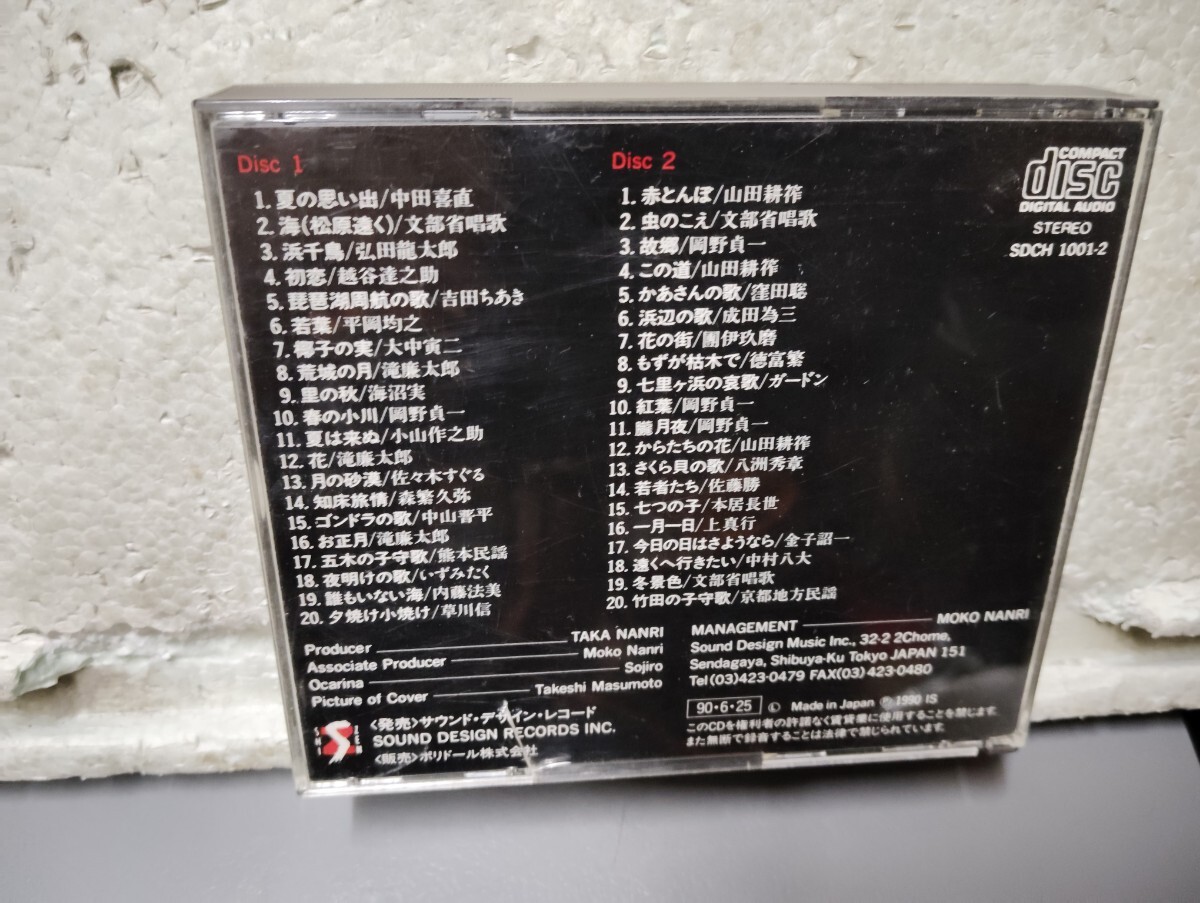 Disc 1
1. 夏の思い出/中田喜直
2. 海(松原遠く)/文部省唱歌
3. 浜千鳥/弘田龍太郎
4. 初恋/越谷達之助
5. 琵琶湖周航の歌/吉田ちあき
6. 若葉/平岡均之
7. 椰子の実/大中寅二
8. 荒城の月/滝廉太郎
9. 里の秋/海沼実
10. 春の小川/岡野貞一
11. 夏は来ぬ/小山作之助
12. 花/滝廉太郎
13. 月の砂漠/佐々木すぐる
14. 知床旅情/森繁久弥
15. ゴンドラの歌/中山晋平
16. お正月/滝廉太郎
17. 五木の子守歌/熊本民謡
18. 夜明けの歌/いずみたく
19. 誰もいない海/内藤法美
20. 夕焼け小焼け/草川信
Disc 2
1. 赤とんぼ/山田耕筰
2. 虫のこえ/文部省唱歌
3. 故郷/岡野貞一
4. この道/山田耕筰
5. かあさんの歌/窪田聡
6. 浜辺の歌/成田為三
7. 花の街/團伊玖磨
8. もずが枯木で/徳富繁
9. 七里ヶ浜の哀歌/ガードン
10. 紅葉/岡野貞一
11. 朧月夜/岡野貞一
12. からたちの花/山田耕筰
13. さくら貝の歌/八洲秀章
14. 若者たち/佐藤勝
15. 七つの子/本居長世
16. 一月一日/上真行
17. 今日の日はさようなら/金子詔一
18. 遠くへ行きたい/中村八大
19. 冬景色/文部省唱歌
20. 竹田の子守歌/京都地方民謡
COMPACT
disc
DIGITAL AUDIO
STEREO
SDCH 1001-2
Producer TAKA NANRI
Associate Producer Moko Nanri
Ocarina Sojiro
Picture of Cover Takeshi Masumoto
SHI ZEN
<発売>サウンド・デザイン・レコード
SOUND DESIGN RECORDS INC.
<販売>ポリドール株式会社
MANAGEMENT MOKO NANRI
Sound Design Music Inc., 32-2 2Chome,
Sendagaya, Shibuya-Ku Tokyo JAPAN 151
Tel(03)423-0479 FAX(03)423-0480
90・6・25 © Made in Japan ℗ 1990 IS
このCDを権利者の許諾なく賃貸業に使用することを禁じます。
また無断で録音することは法律で禁じられています。